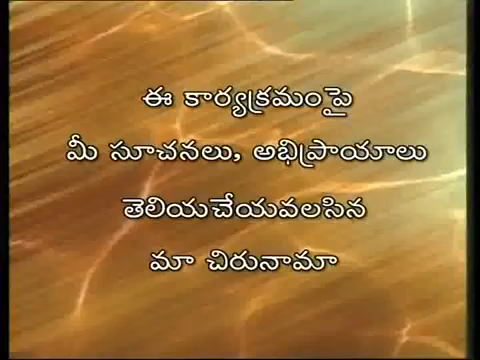 ఈ కార్యక్రమంపై
మీ సూచనలు, అభిప్రాయాలు
తెలియచేయవలసిన
మా చిరునామా